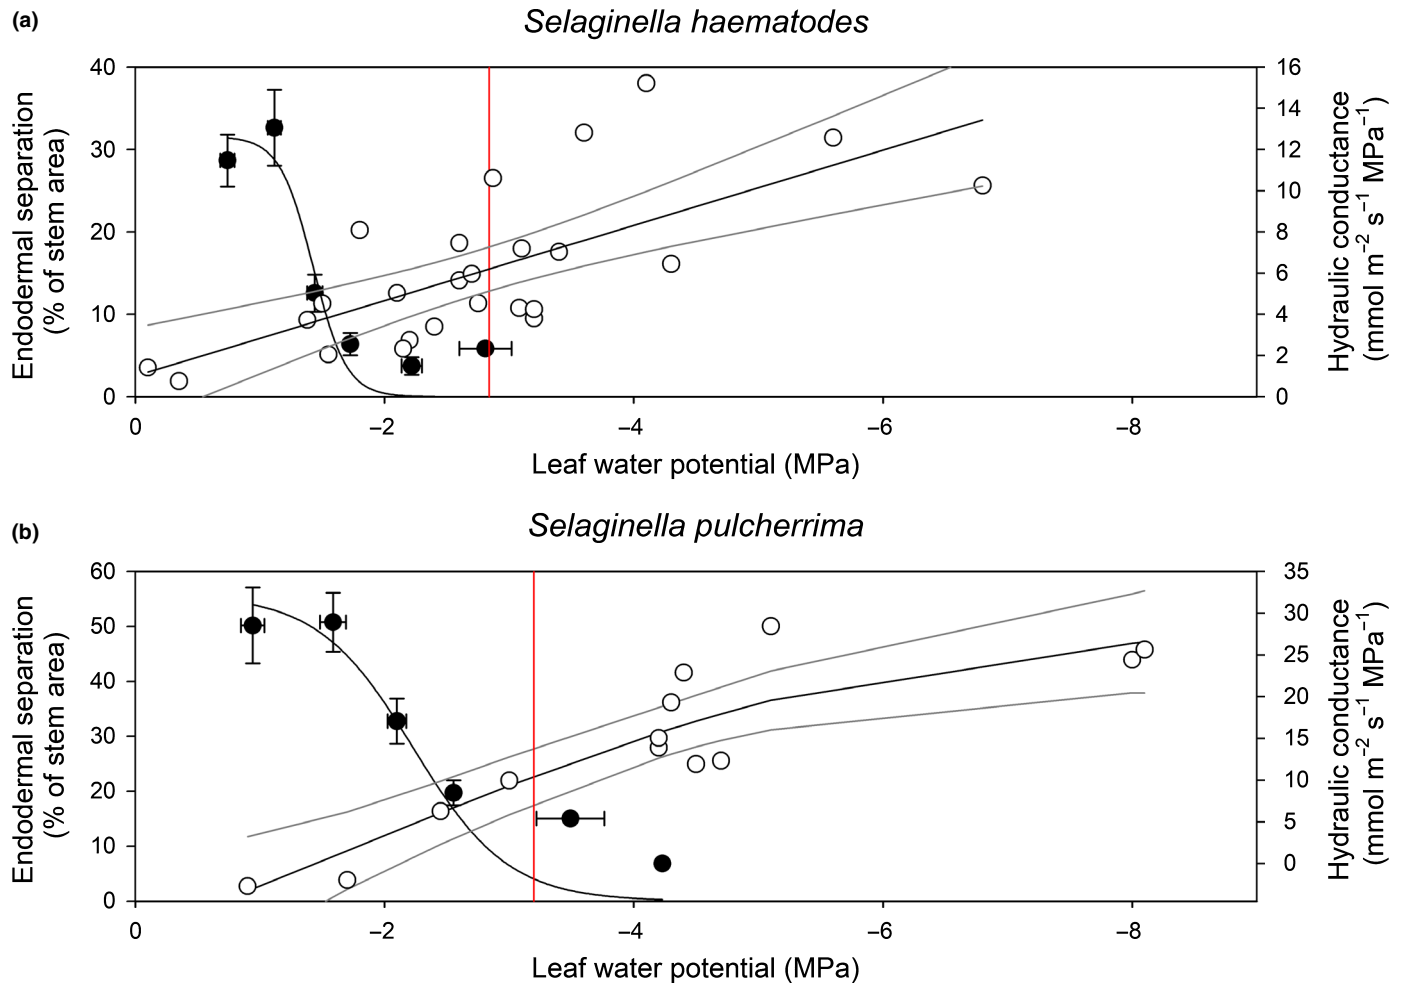 (a)
Selaginella haematodes
Endodermal separation
(% of stem area)
40
30
20
10
0
16
14
12
10
8
6
4
2
0
Hydraulic conductance
(mmol m⁻² s⁻¹ MPa⁻¹)
0 –2 –4 –6 –8
Leaf water potential (MPa)
(b)
Selaginella pulcherrima
Endodermal separation
(% of stem area)
60
50
40
30
20
10
0
35
30
25
20
15
10
5
0
Hydraulic conductance
(mmol m⁻² s⁻¹ MPa⁻¹)
0 –2 –4 –6 –8
Leaf water potential (MPa)